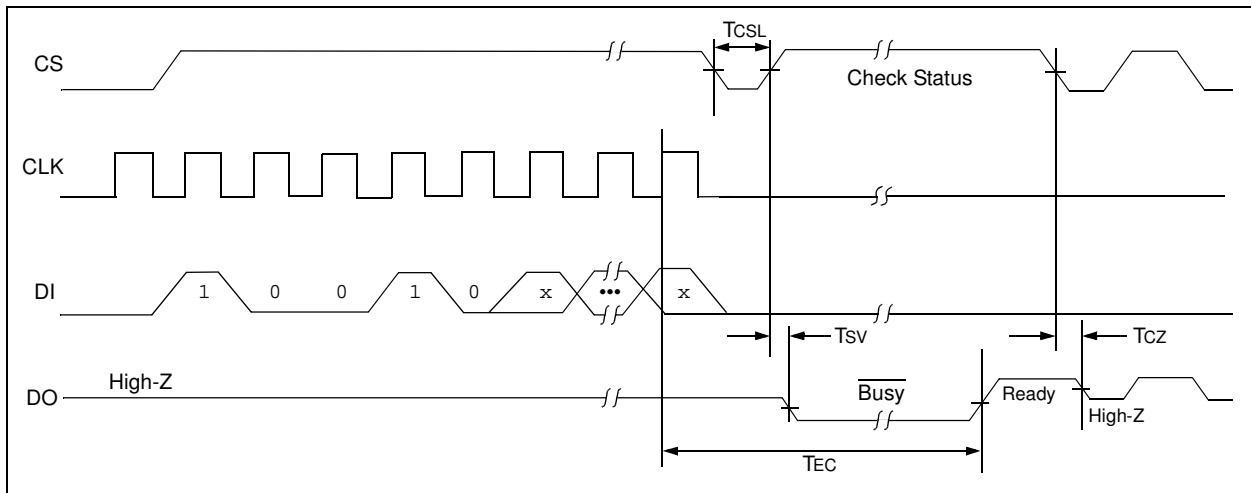 TCSL
CS
Check Status
CLK
DI
1 0 0 1 0 x ••• x
TSV
TCZ
High-Z
DO
Busy
Ready
High-Z
TEC